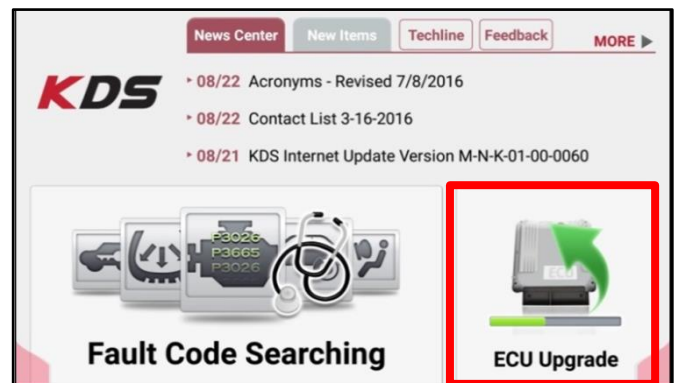 News Center New Items Techline Feedback MORE ▶
KDS
‣ 08/22 Acronyms - Revised 7/8/2016
‣ 08/22 Contact List 3-16-2016
‣ 08/21 KDS Internet Update Version M-N-K-01-00-0060
P3026
P3665
P3026
ECU
Fault Code Searching
ECU Upgrade